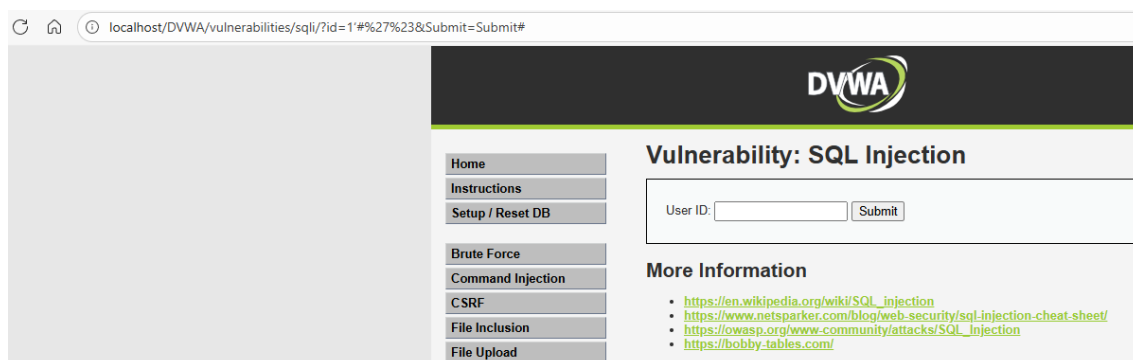 localhost/DVWA/vulnerabilities/sqli/?id=1'#%27%23&Submit=Submit#
DVWA
Home
Instructions
Setup / Reset DB
Brute Force
Command Injection
CSRF
File Inclusion
File Upload
Vulnerability: SQL Injection
User ID: Submit
More Information
https://en.wikipedia.org/wiki/SQL_injection
https://www.netsparker.com/blog/web-security/sql-injection-cheat-sheet/
https://owasp.org/www-community/attacks/SQL_Injection
https://bobby-tables.com/